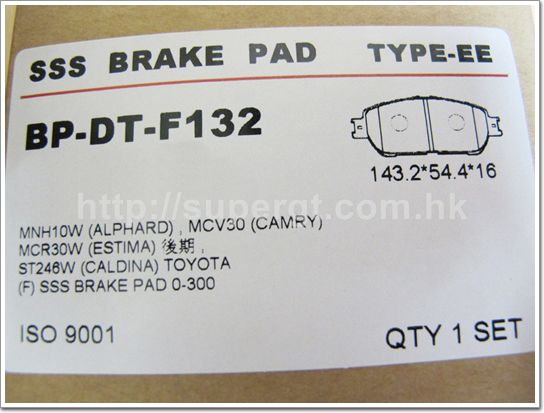 SSS BRAKE PAD TYPE-EE
BP-DT-F132
143.2*54.4*16
http://supergt.com.hk
MNH10W (ALPHARD) , MCV30 (CAMRY)
MCR30W (ESTIMA) 後期 ,
ST246W (CALDINA) TOYOTA
(F) SSS BRAKE PAD 0-300
ISO 9001 QTY 1 SET